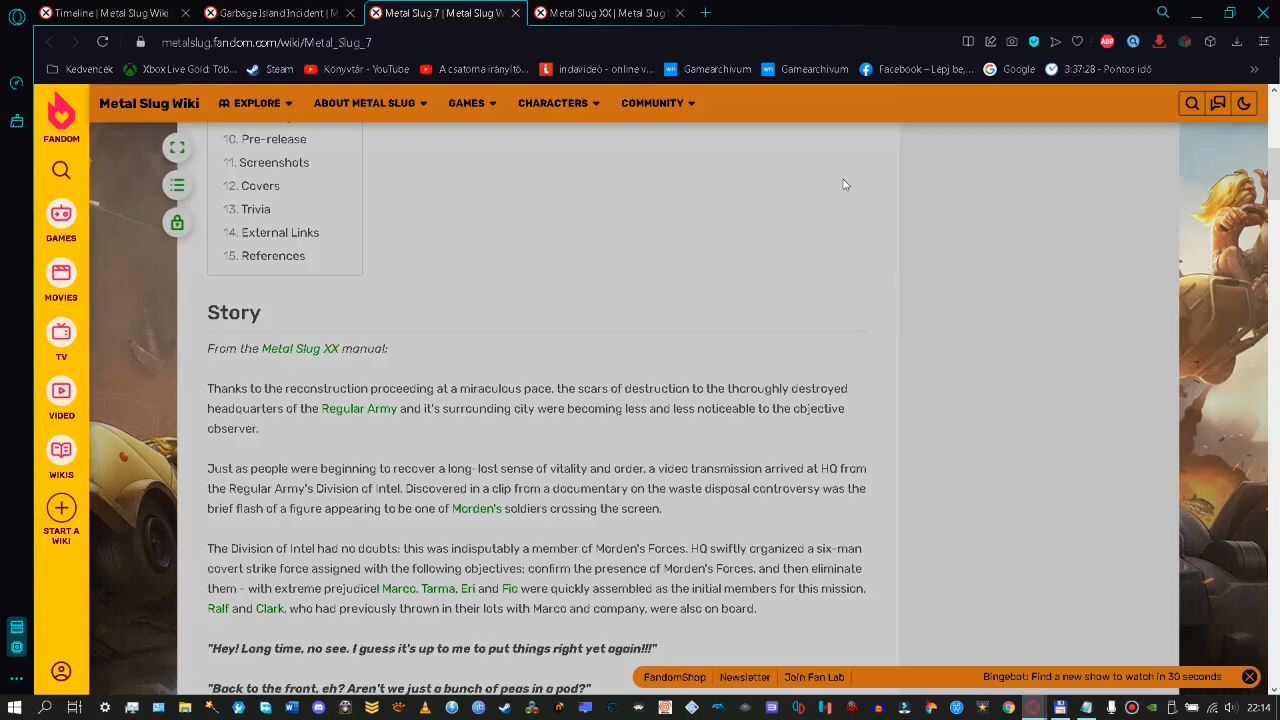 Timeline
Garbage Island Incident | M
Metal Slug 7 | Metal Slug W
Metal Slug XX | Metal Slug
metalslug.fandom.com/wiki/Metal_Slug_7
Kedvencek
Xbox Live Gold: Töb...
Steam
Könyvtár - YouTube
A csatorna irányító...
indavideó - online v...
Gamearchivum
Gamearchivum
Facebook – Lépj be,...
Google
3:37:28 - Pontos idő
Metal Slug Wiki
EXPLORE
ABOUT METAL SLUG
GAMES
CHARACTERS
COMMUNITY
FANDOM
GAMES
MOVIES
TV
VIDEO
WIKIS
START A
WIKI
10. Pre-release
11. Screenshots
12. Covers
13. Trivia
14. External Links
15. References
Story
From the Metal Slug XX manual:
Thanks to the reconstruction proceeding at a miraculous pace, the scars of destruction to the thoroughly destroyed
headquarters of the Regular Army and it's surrounding city were becoming less and less noticeable to the objective
observer.
Just as people were beginning to recover a long-lost sense of vitality and order, a video transmission arrived at HQ from
the Regular Army's Division of Intel. Discovered in a clip from a documentary on the waste disposal controversy was the
brief flash of a figure appearing to be one of Morden's soldiers crossing the screen.
The Division of Intel had no doubts: this was indisputably a member of Morden's Forces. HQ swiftly organized a six-man
covert strike force assigned with the following objectives: confirm the presence of Morden's Forces, and then eliminate
them - with extreme prejudice! Marco, Tarma, Eri and Fio were quickly assembled as the initial members for this mission.
Ralf and Clark, who had previously thrown in their lots with Marco and company, were also on board.
"Hey! Long time, no see. I guess it's up to me to put things right yet again!!!"
"Back to the front, eh? Aren't we just a bunch of peas in a pod?"
FandomShop
Newsletter
Join Fan Lab
Bingebot: Find a new show to watch in 30 seconds
22:14